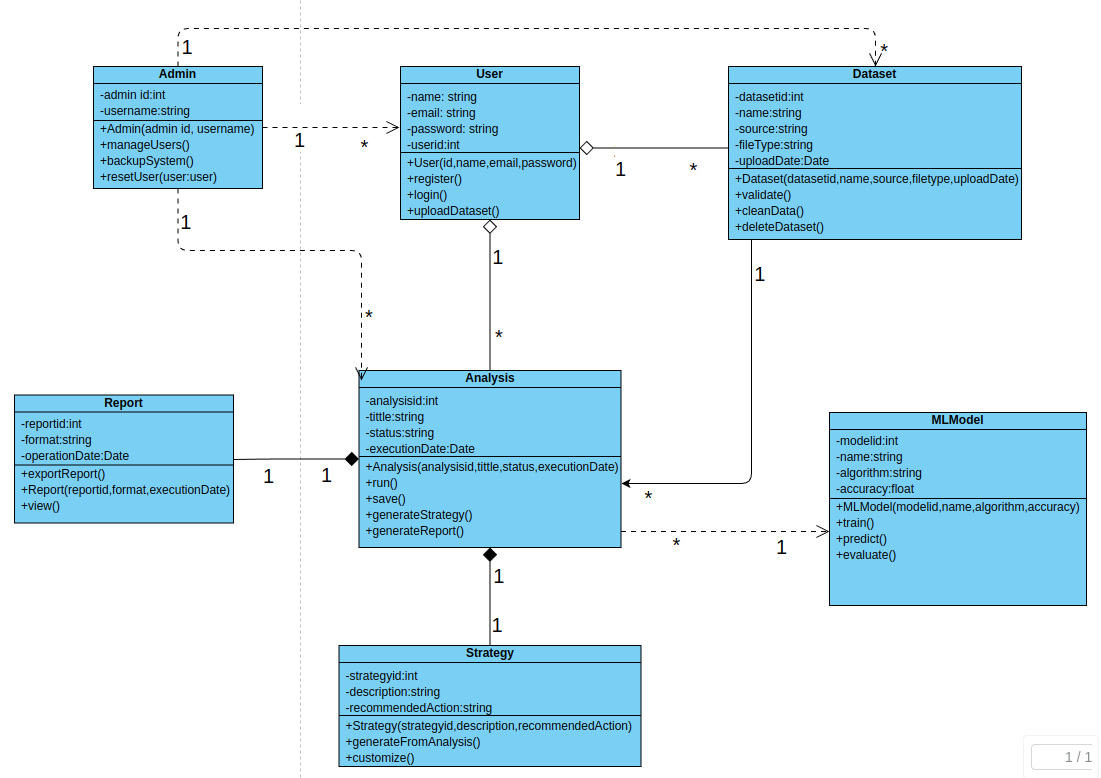 1
*
Admin
-admin id:int
-username:string
+Admin(admin id, username)
+manageUsers()
+backupSystem()
+resetUser(user:user)
1
*
User
-name: string
-email: string
-password: string
-userid:int
+User(id,name,email,password)
+register()
+login()
+uploadDataset()
1
*
Dataset
-datasetid:int
-name:string
-source:string
-fileType:string
-uploadDate:Date
+Dataset(datasetid,name,source,filetype,uploadDate)
+validate()
+cleanData()
+deleteDataset()
1
*
1
*
1
*
Analysis
-analysisid:int
-tittle:string
-status:string
-executionDate:Date
+Analysis(analysisid,tittle,status,executionDate)
+run()
+save()
+generateStrategy()
+generateReport()
Report
-reportid:int
-format:string
-operationDate:Date
+exportReport()
+Report(reportid,format,executionDate)
+view()
1
1
*
1
MLModel
-modelid:int
-name:string
-algorithm:string
-accuracy:float
+MLModel(modelid,name,algorithm,accuracy)
+train()
+predict()
+evaluate()
1
1
Strategy
-strategyid:int
-description:string
-recommendedAction:string
+Strategy(strategyid,description,recommendedAction)
+generateFromAnalysis()
+customize()
1 / 1